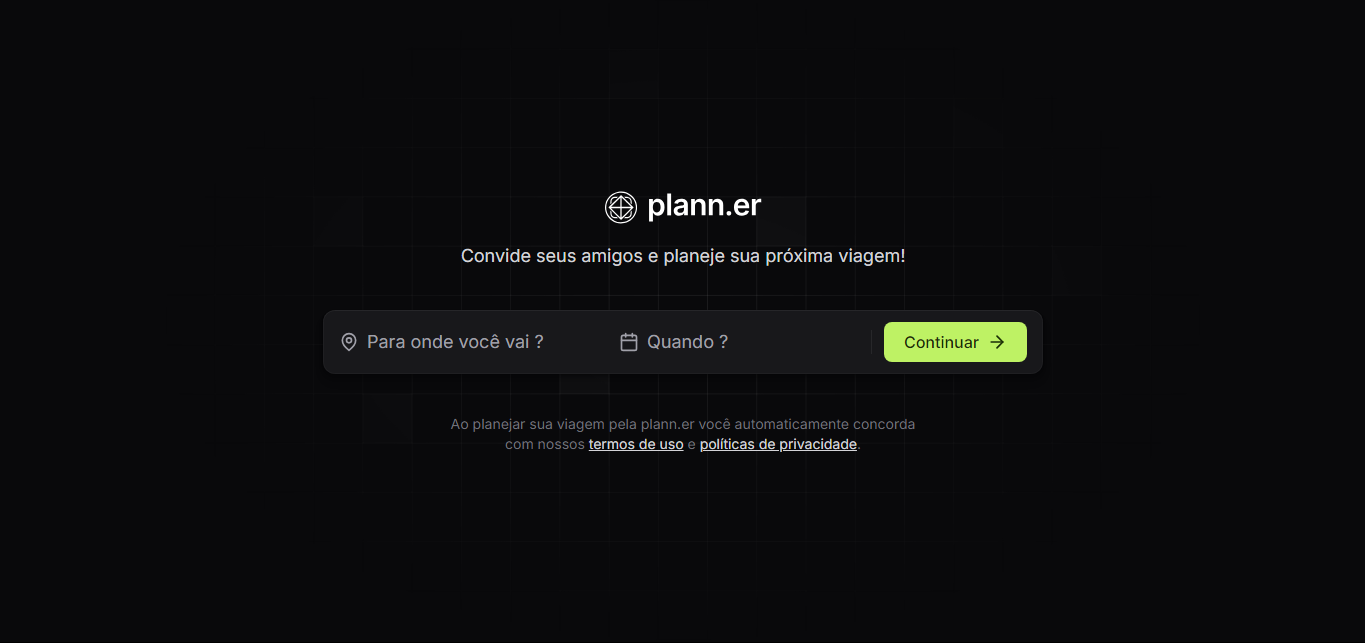 plann.er
Convide seus amigos e planeje sua próxima viagem!
Para onde você vai ? Quando ? Continuar
Ao planejar sua viagem pela plann.er você automaticamente concorda
com nossos termos de uso e políticas de privacidade.